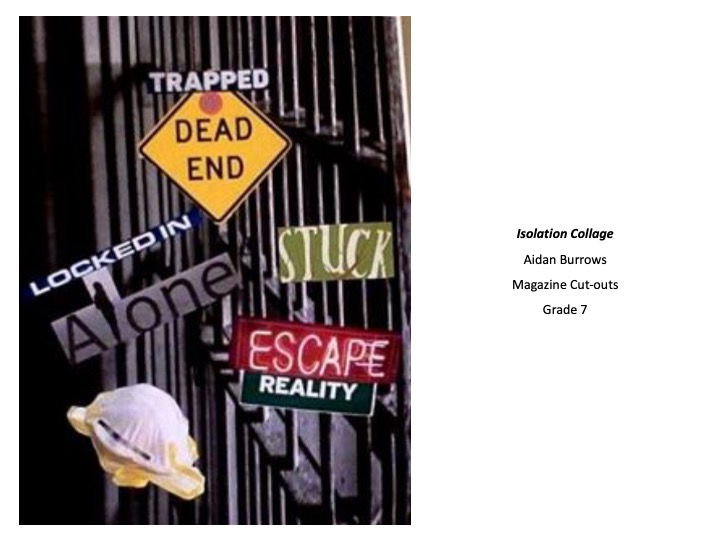 TRAPPED
DEAD
END
LOCKED IN
STUCK
Alone
ESCAPE
REALITY
Isolation Collage
Aidan Burrows
Magazine Cut-outs
Grade 7